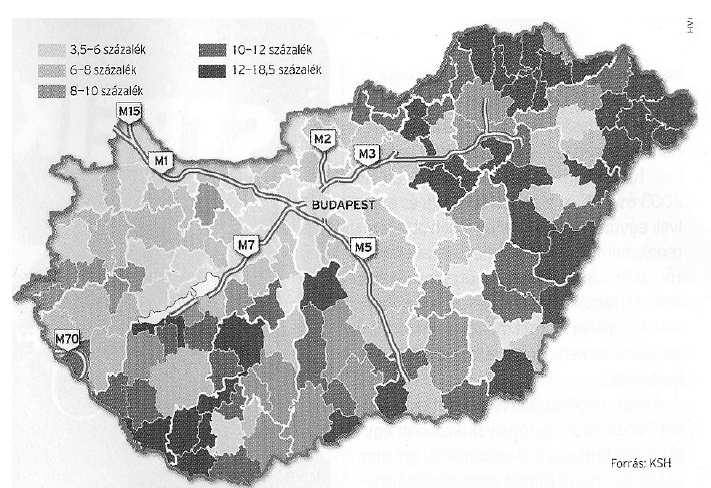 3,5–6 százalék
6–8 százalék
8–10 százalék
10–12 százalék
12–18,5 százalék
M15
M1
M2
M3
BUDAPEST
M7
M5
M70
Forrás: KSH